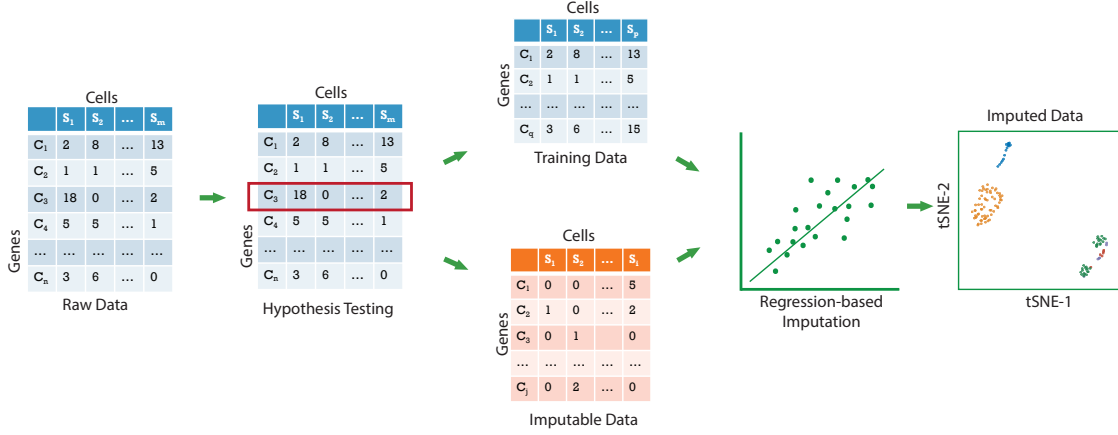 Cells
Genes
S1 S2 ... Sm
C1 2 8 ... 13
C2 1 1 ... 5
C3 18 0 ... 2
C4 5 5 ... 1
... ... ... ... ...
Cn 3 6 ... 0
Raw Data
Cells
Genes
S1 S2 ... Sm
C1 2 8 ... 13
C2 1 1 ... 5
C3 18 0 ... 2
C4 5 5 ... 1
... ... ... ... ...
Cn 3 6 ... 0
Hypothesis Testing
Cells
Genes
S1 S2 ... Sp
C1 2 8 ... 13
C2 1 1 ... 5
... ... ... ... ...
Cq 3 6 ... 15
Training Data
Cells
Genes
S1 S2 ... Si
C1 0 0 ... 5
C2 1 0 ... 2
C3 0 1 0
... ... ... ... ...
Cj 0 2 ... 0
Imputable Data
Regression-based
Imputation
Imputed Data
tSNE-2
tSNE-1